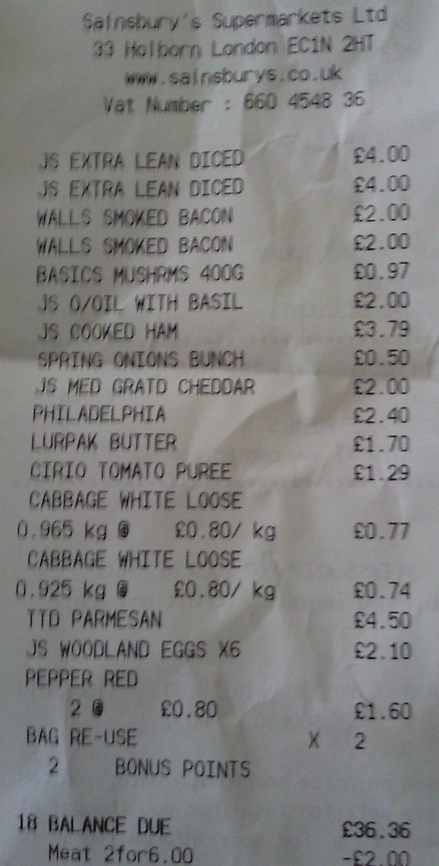 Sainsbury's Supermarkets Ltd
33 Holborn London EC1N 2HT
www.sainsburys.co.uk
Vat Number : 660 4548 36
JS EXTRA LEAN DICED £4.00
JS EXTRA LEAN DICED £4.00
WALLS SMOKED BACON £2.00
WALLS SMOKED BACON £2.00
BASICS MUSHRMS 400G £0.97
JS O/OIL WITH BASIL £2.00
JS COOKED HAM £3.79
SPRING ONIONS BUNCH £0.50
JS MED GRATD CHEDDAR £2.00
PHILADELPHIA £2.40
LURPAK BUTTER £1.70
CIRIO TOMATO PUREE £1.29
CABBAGE WHITE LOOSE
0.965 kg @ £0.80/ kg £0.77
CABBAGE WHITE LOOSE
0.925 kg @ £0.80/ kg £0.74
TTD PARMESAN £4.50
JS WOODLAND EGGS X6 £2.10
PEPPER RED
2 @ £0.80 £1.60
BAG RE-USE X 2
2 BONUS POINTS
18 BALANCE DUE £36.36
Meat 2for6.00 -£2.00